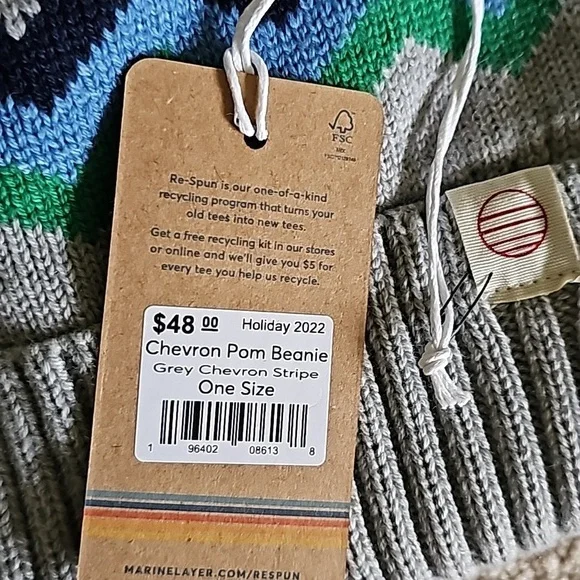 FSC
Re-Spun is our one-of-a-kind
recycling program that turns your
old tees into new tees.
Get a free recycling kit in our stores
or online and we'll give you $5 for
every tee you help us recycle.
$48 00 Holiday 2022
Chevron Pom Beanie
Grey Chevron Stripe
One Size
1 96402 08613 8
MARINELAYER.COM/RESPUN